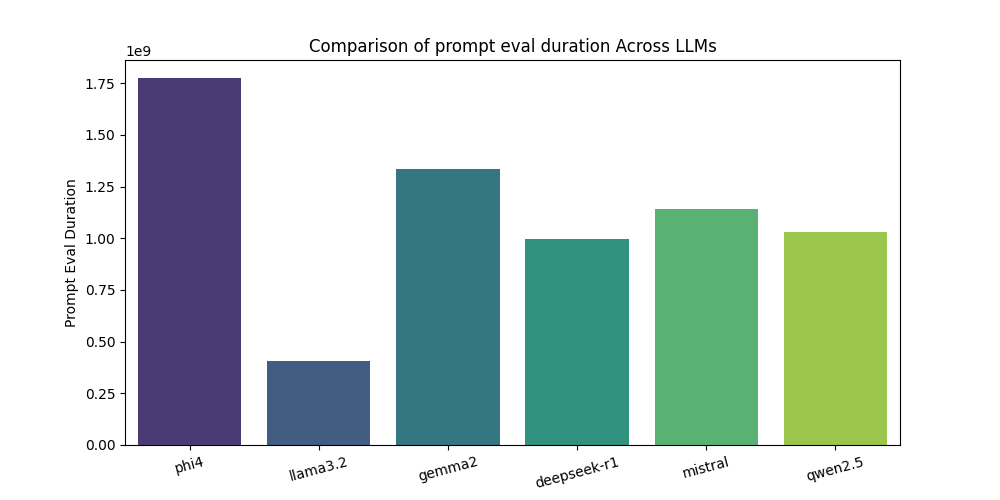 Comparison of prompt eval duration Across LLMs
1e9
1.75
1.50
1.25
1.00
0.75
0.50
0.25
0.00
Prompt Eval Duration
phi4
llama3.2
gemma2
deepseek-r1
mistral
qwen2.5